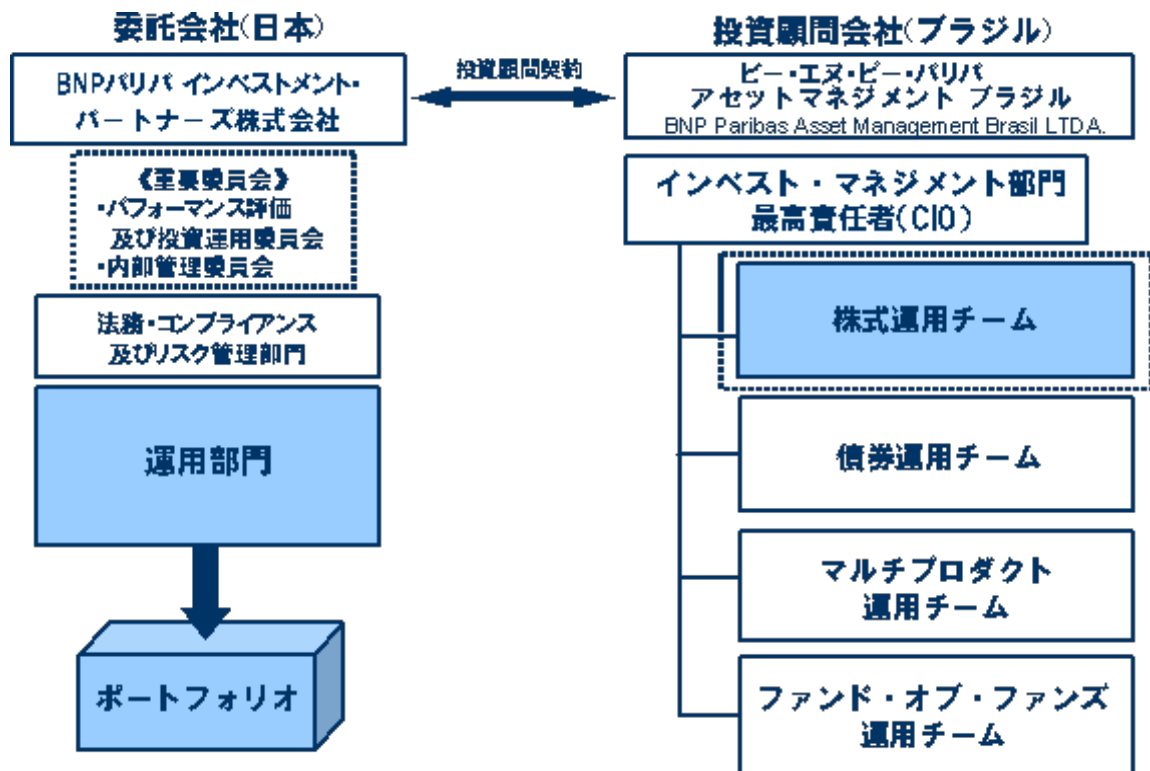 委託会社(日本)
BNPパリバ インベストメント・
パートナーズ株式会社
《重要委員会》
・パフォーマンス評価
及び投資運用委員会
・内部管理委員会
法務・コンプライアンス
及びリスク管理部門
運用部門
ポートフォリオ
投資顧問契約
投資顧問会社(ブラジル)
ビー・エヌ・ピー・パリバ
アセットマネジメント ブラジル
BNP Paribas Asset Management Brasil LTDA.
インベスト・マネジメント部門
最高責任者(CIO)
株式運用チーム
債券運用チーム
マルチプロダクト
運用チーム
ファンド・オブ・ファンズ
運用チーム